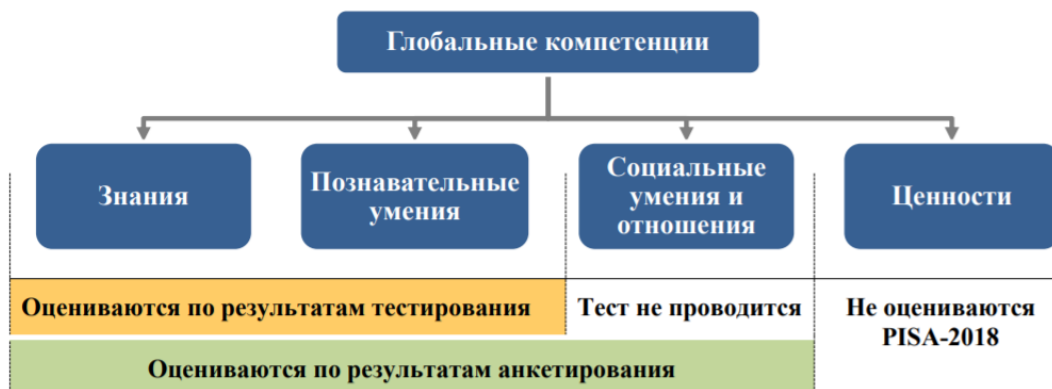 Глобальные компетенции
Знания
Познавательные
умения
Социальные
умения и
отношения
Ценности
Оцениваются по результатам тестирования
Тест не проводится
Не оцениваются
PISA-2018
Оцениваются по результатам анкетирования